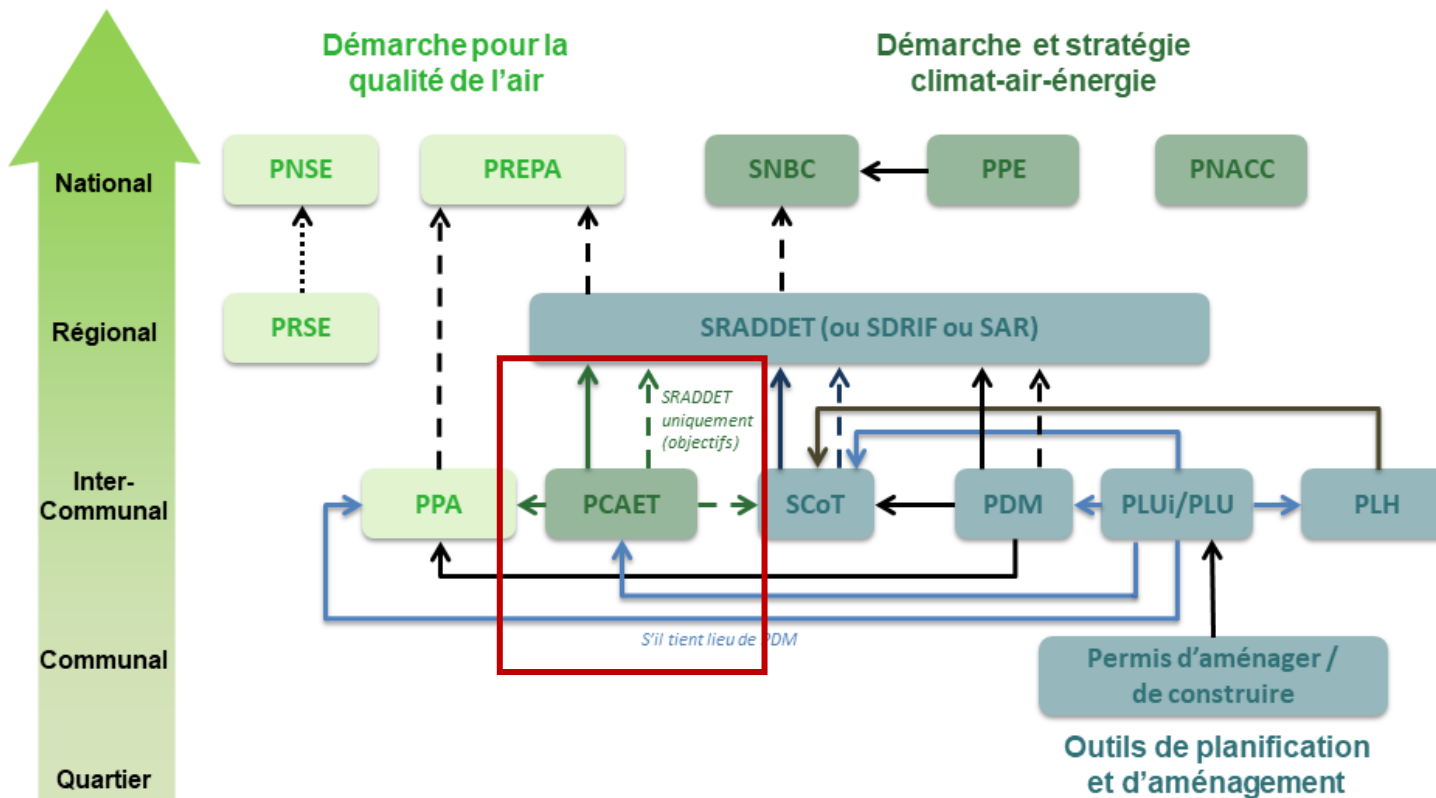 Démarche pour la
qualité de l'air
Démarche et stratégie
climat-air-énergie
National
PNSE
PREPA
SNBC
PPE
PNACC
Régional
PRSE
SRADDET (ou SDRIF ou SAR)
SRADDET
uniquement
(objectifs)
Inter-
Communal
PPA
PCAET
SCoT
PDM
PLUi/PLU
PLH
S'il tient lieu de PDM
Communal
Permis d'aménager /
de construire
Outils de planification
et d'aménagement
Quartier